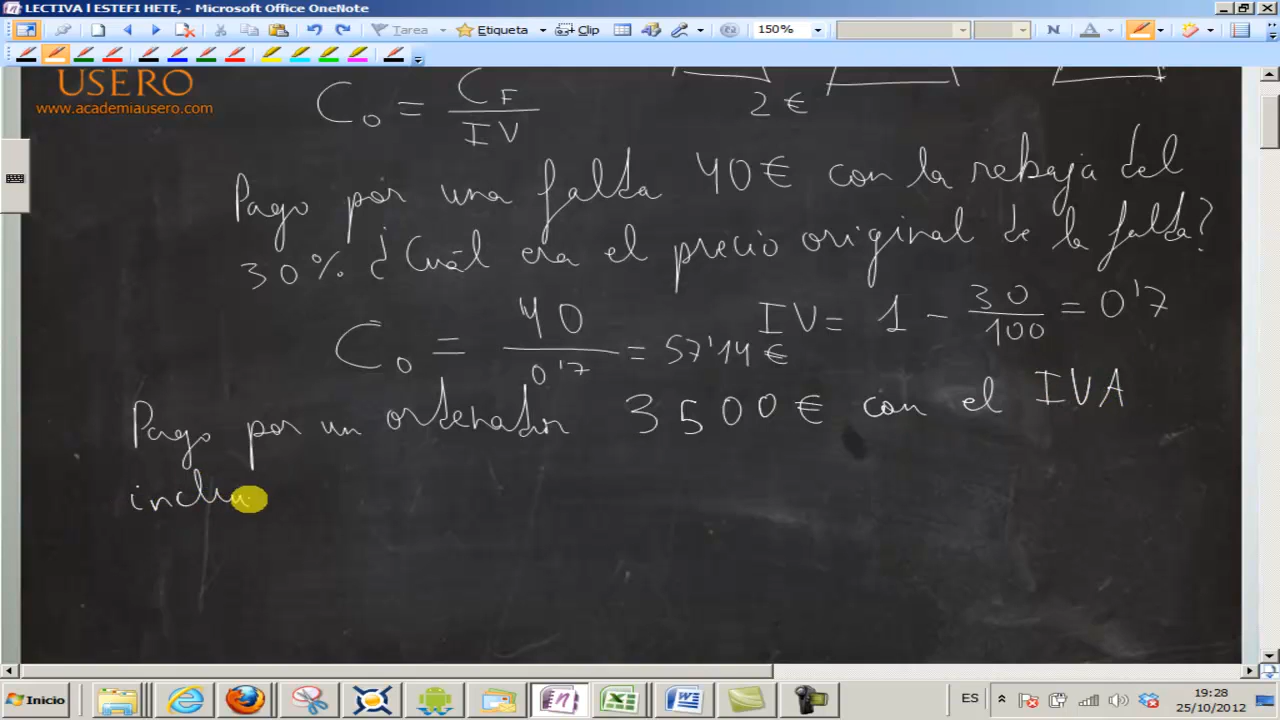 LECTIVA l ESTEFI HETE, - Microsoft Office OneNote
Tarea Etiqueta Clip 150% N A
USERO
www.academiausero.com
C₀ = C_F / IV
2 €
Pago por una falda 40€ con la rebaja del
30% ¿Cuál era el precio original de la falda?
C₀ = 40 / 0'7 = 57'14 € IV = 1 - 30/100 = 0'7
Pago por un ordenador 3500€ con el IVA
inclu
Inicio
ES
19:28
25/10/2012